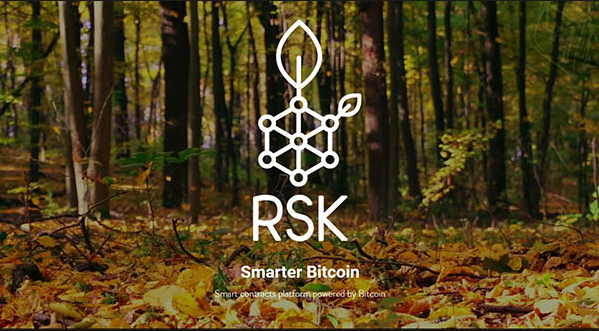 RSK
Smarter Bitcoin
Smart contracts platform powered by Bitcoin